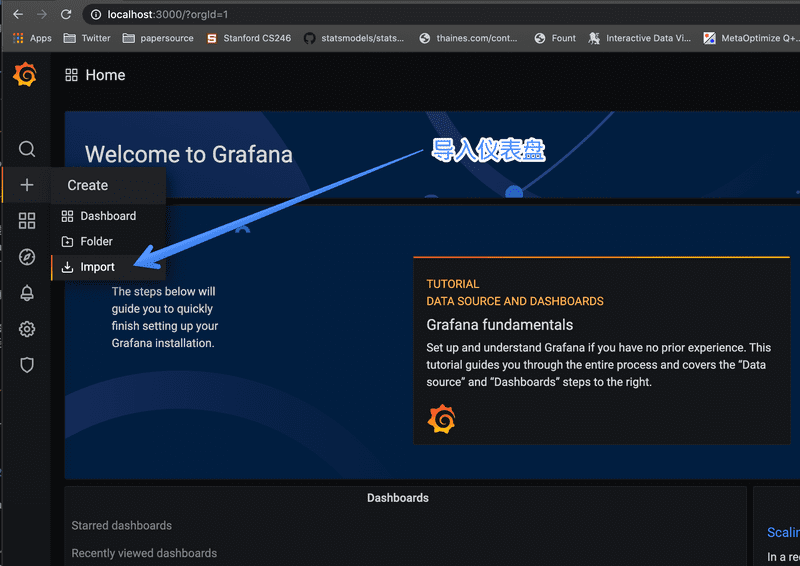 localhost:3000/?orgId=1
Apps Twitter papersource Stanford CS246 statsmodels/stats... thaines.com/cont... Fount Interactive Data Vi... MetaOptimize Q+...
Home
Welcome to Grafana
导入仪表盘
Create
Dashboard
Folder
Import
The steps below will
guide you to quickly
finish setting up your
Grafana installation.
TUTORIAL
DATA SOURCE AND DASHBOARDS
Grafana fundamentals
Set up and understand Grafana if you have no prior experience. This
tutorial guides you through the entire process and covers the “Data
source” and “Dashboards” steps to the right.
Dashboards
Starred dashboards
Recently viewed dashboards
Scalin
In a re